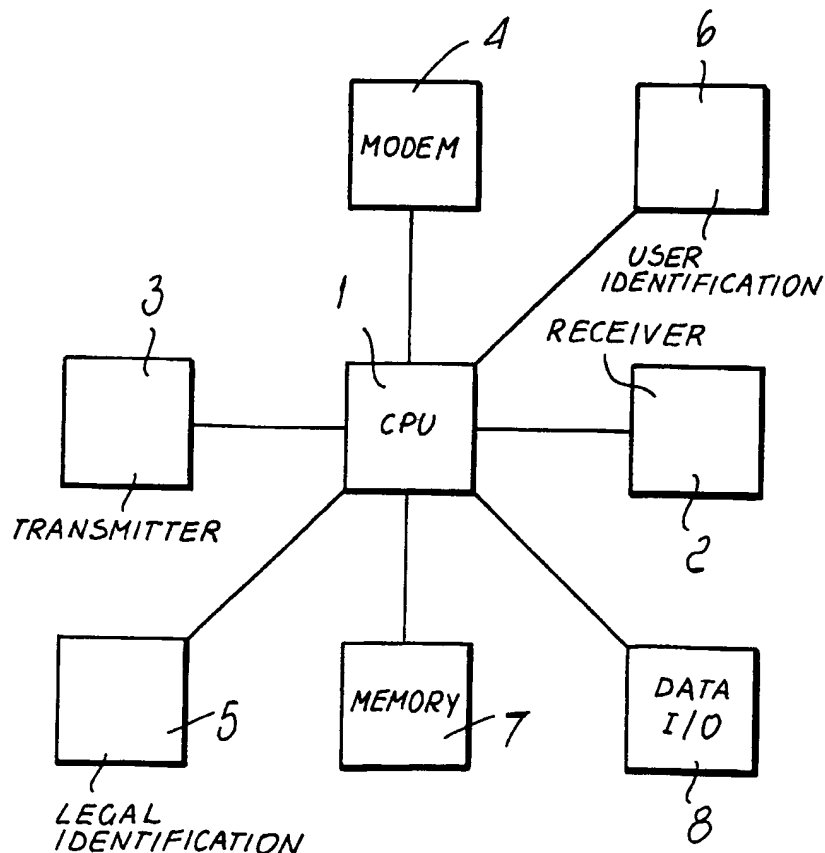 4
6
MODEM
USER
IDENTIFICATION
3
1
RECEIVER
CPU
TRANSMITTER
2
5
MEMORY
7
DATA
I/O
LEGAL
IDENTIFICATION
8